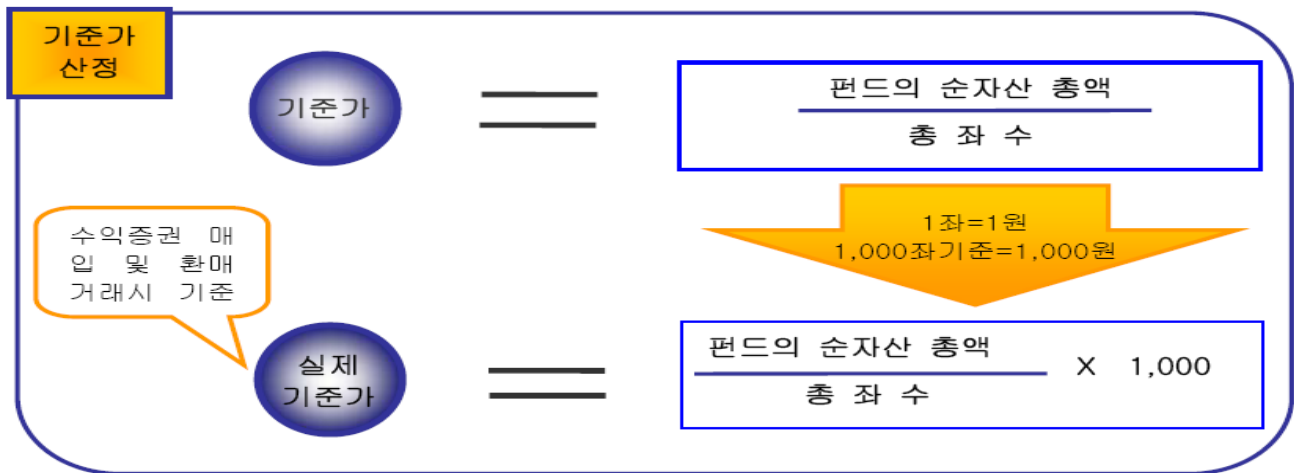 기준가
산정
기준가
펀드의 순자산 총액
총 좌 수
1좌=1원
1,000좌기준=1,000원
수익증권 매
입 및 환매
거래시 기준
실제
기준가
펀드의 순자산 총액
X 1,000
총 좌 수